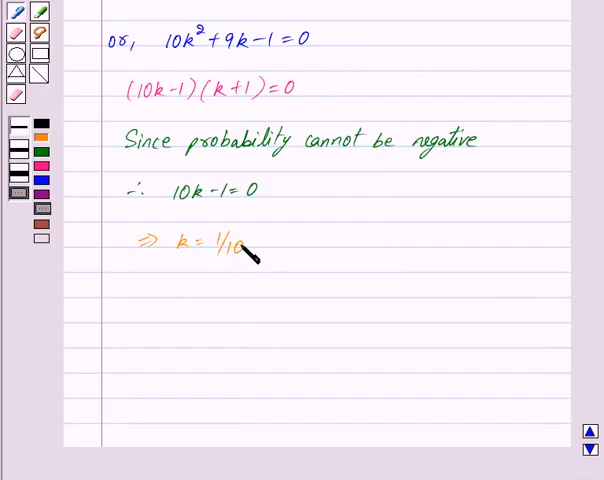 or, 10k² + 9k - 1 = 0
(10k - 1) (k + 1) = 0
Since probability cannot be negative
∴ 10k - 1 = 0
⇒ k = 1/10